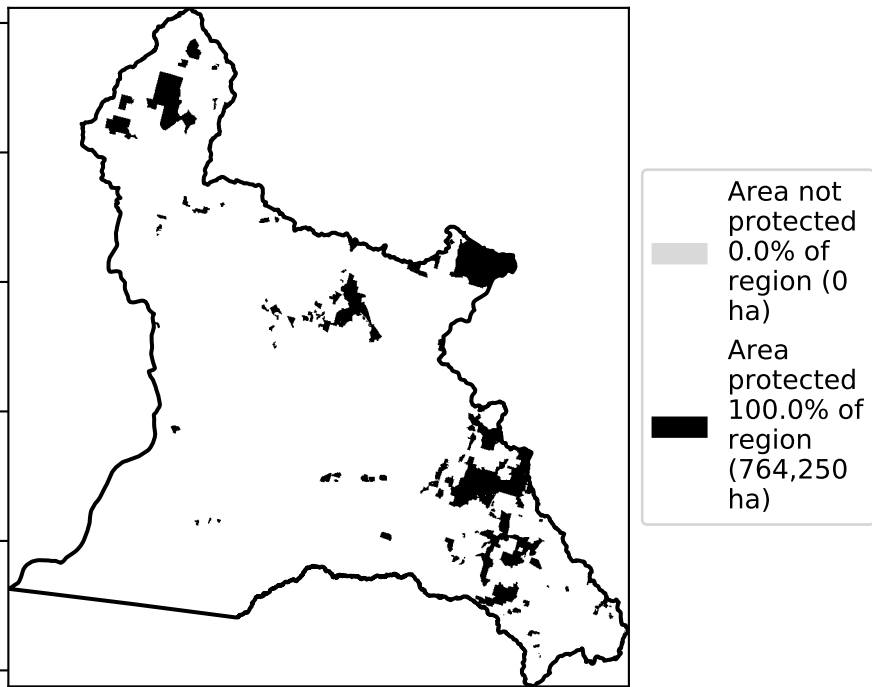 Area not
protected
0.0% of
region (0
ha)
Area
protected
100.0% of
region
(764,250
ha)